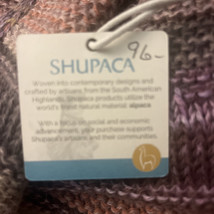 96-
SHUPACA
Woven into contemporary designs and
crafted by artisans from the South American
Highlands, Shupaca products utilize the
world's most natural material: alpaca.
With a focus on social and economic
advancement, your purchase supports
Shupaca's artisans and their communities.